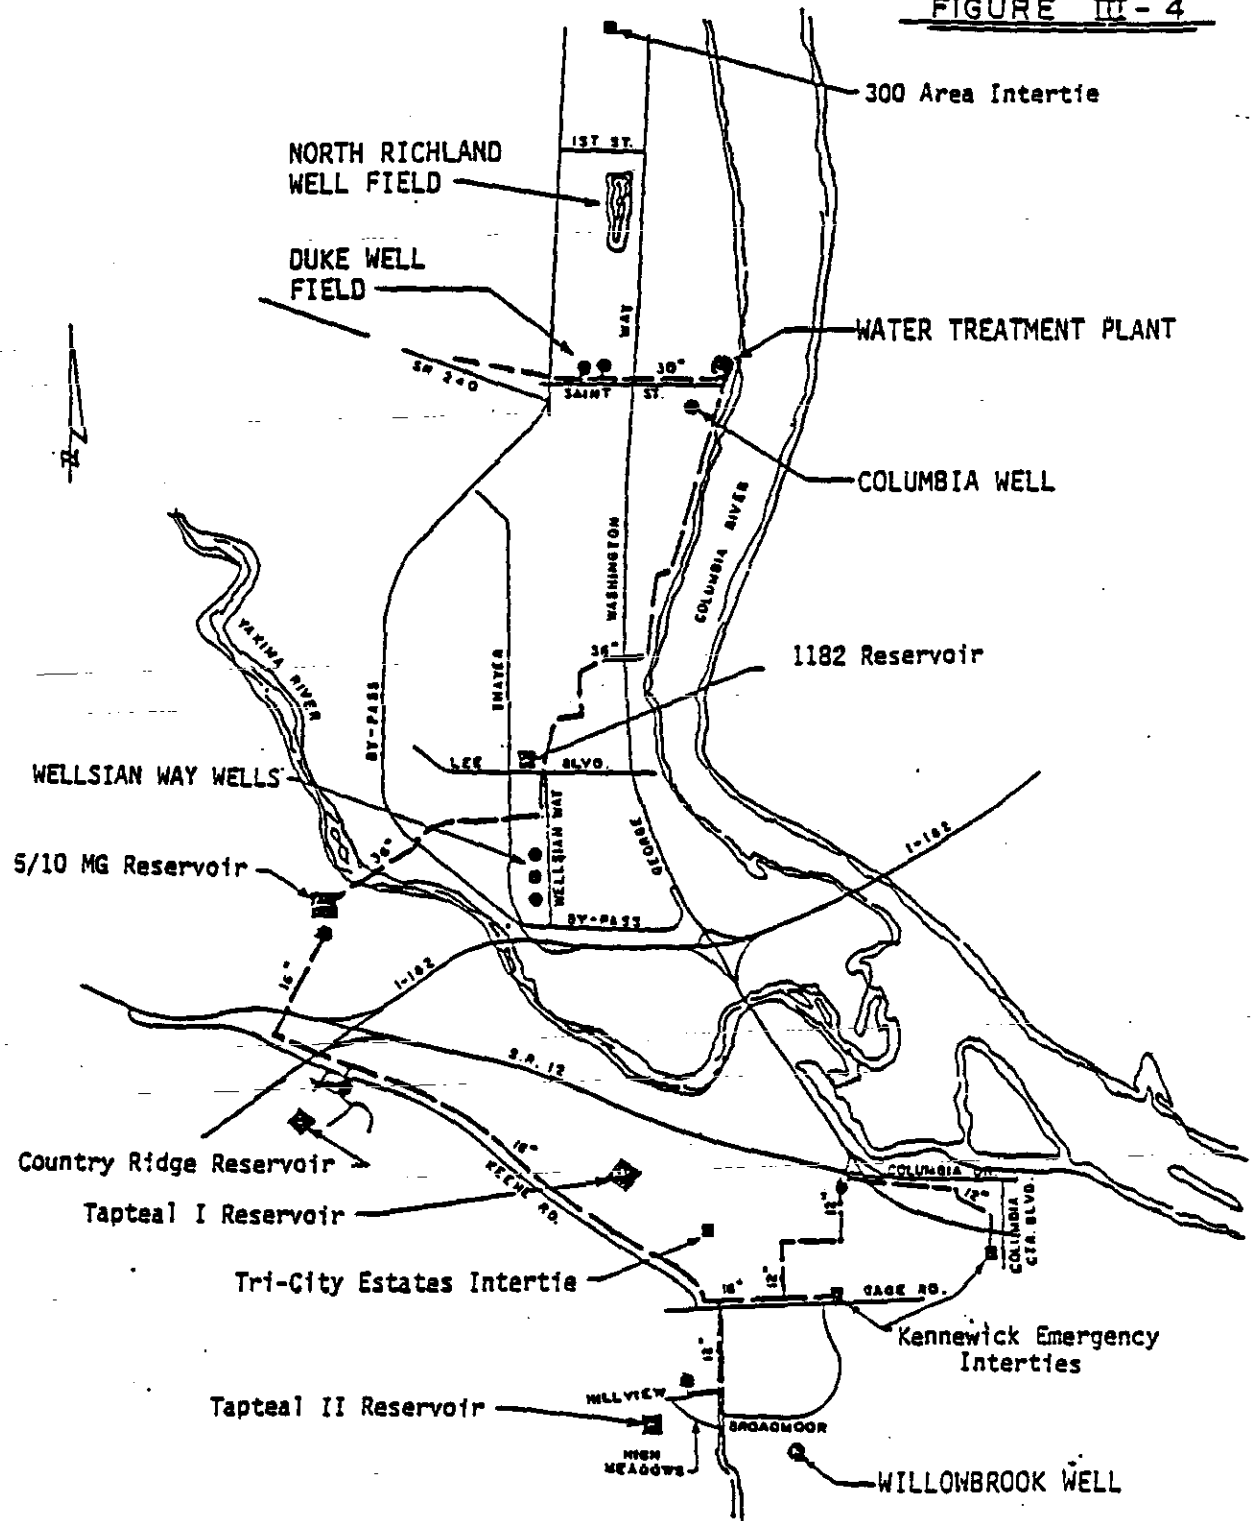 FIGURE III-4
300 Area Intertie
1ST ST.
NORTH RICHLAND
WELL FIELD
DUKE WELL
FIELD
WAY
WATER TREATMENT PLANT
30"
SR 240
SAINT ST.
N
COLUMBIA WELL
COLUMBIA RIVER
WASHINGTON
YAKIMA RIVER
36"
1182 Reservoir
THAYER
BY-PASS
LEE BLVD.
WELLSIAN WAY WELLS
WELLSIAN WAY
GEORGE
I-182
36"
5/10 MG Reservoir
BY-PASS
16"
I-182
S.R. 12
Country Ridge Reservoir
16"
KEENE RD.
COLUMBIA DR.
12"
12"
COLUMBIA
CTR. BLVD.
Tapteal I Reservoir
Tri-City Estates Intertie
16"
12"
GAGE RD.
Kennewick Emergency
Interties
12"
HILLVIEW
Tapteal II Reservoir
BROADMOOR
HIGH
MEADOWS
WILLOWBROOK WELL